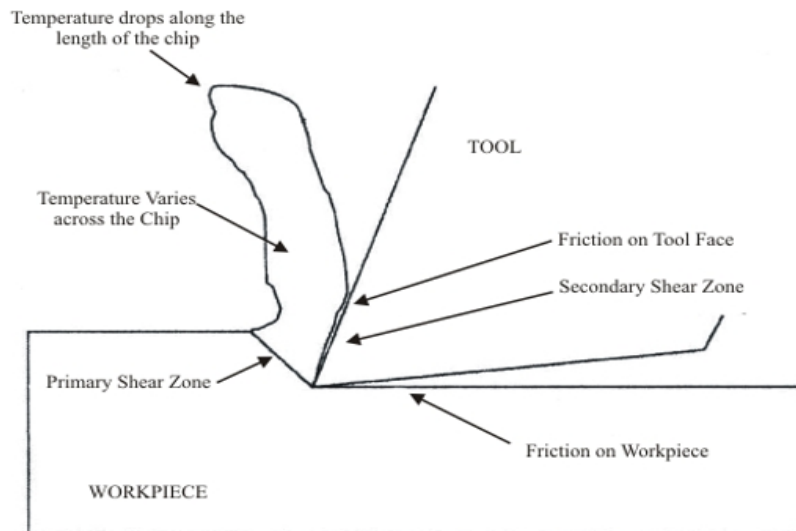 Temperature drops along the
length of the chip
TOOL
Temperature Varies
across the Chip
Friction on Tool Face
Secondary Shear Zone
Primary Shear Zone
Friction on Workpiece
WORKPIECE